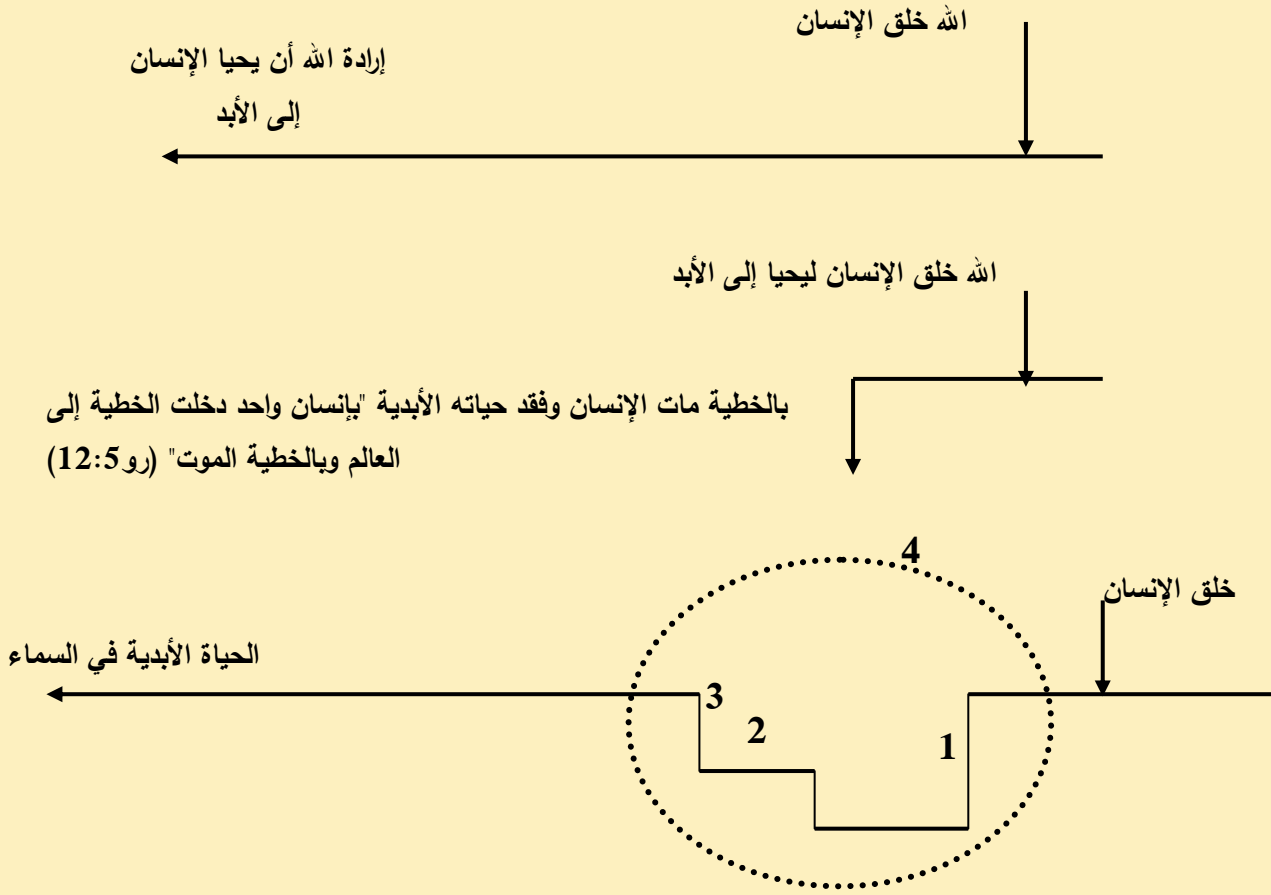 الله خلق الإنسان
إرادة الله أن يحيا الإنسان
إلى الأبد
الله خلق الإنسان ليحيا إلى الأبد
بالخطية مات الإنسان وفقد حياته الأبدية "بإنسان واحد دخلت الخطية إلى
العالم وبالخطية الموت" (رو12:5)
4
خلق الإنسان
الحياة الأبدية في السماء
3
2
1